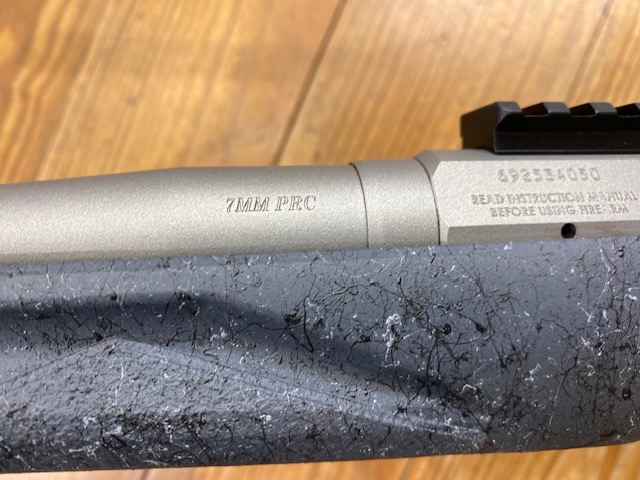 7MM PRC
692534050
READ INSTRUCTION MANUAL
BEFORE USING FIREARM